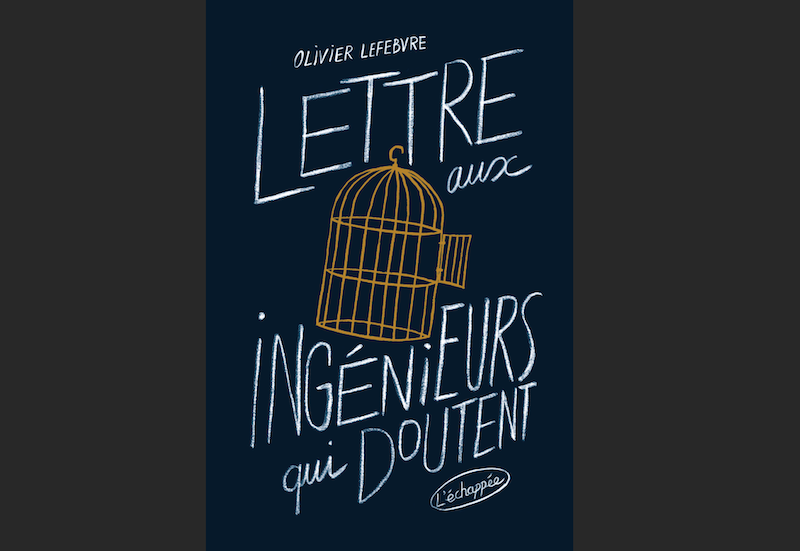 OLIVIER LEFEBVRE
LETTRE
aux
INGÉNIEURS
qui DOUTENT
L'échappée